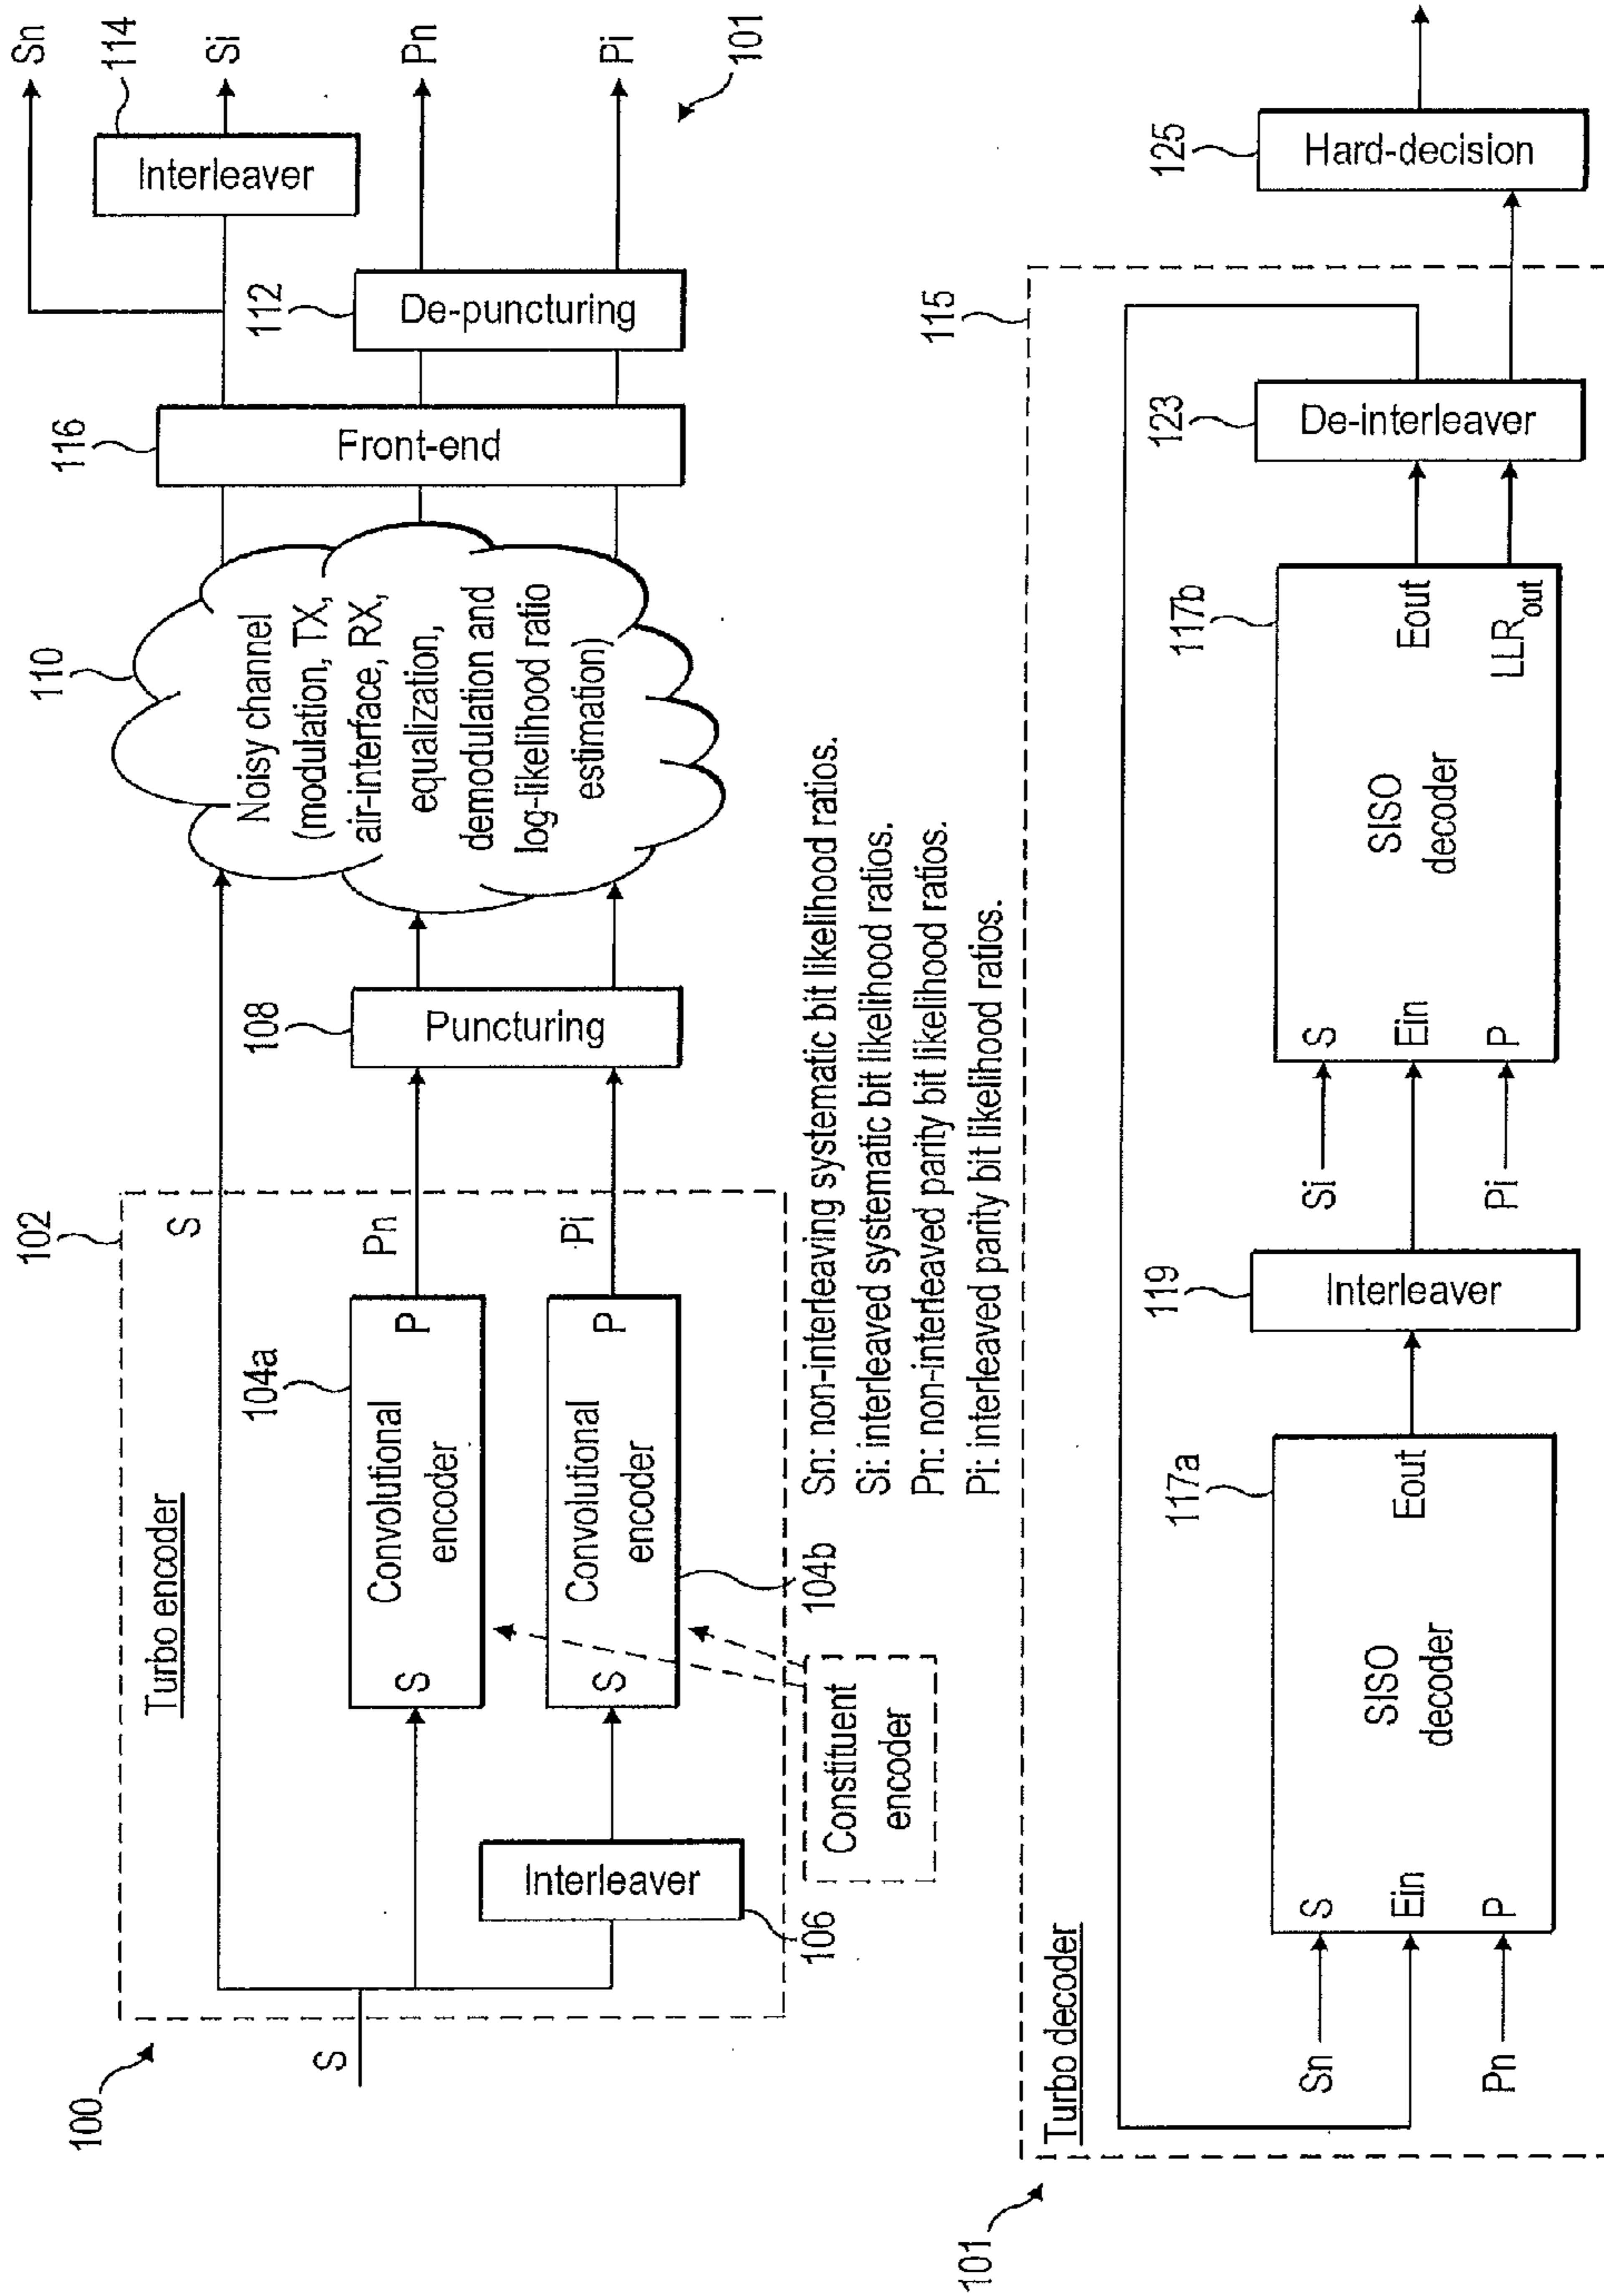 100
S
102
Turbo encoder
S
104a
S
Convolutional
encoder
P
Pn
Interleaver
106
S
Convolutional
encoder
P
Pi
104b
Constituent
encoder
108
Puncturing
110
Noisy channel
(modulation, TX,
air-interface, RX,
equalization,
demodulation and
log-likelihood ratio
estimation)
116
Front-end
112
De-puncturing
114
Interleaver
Sn
Si
Pn
Pi
101
Sn: non-interleaving systematic bit likelihood ratios.
Si: interleaved systematic bit likelihood ratios.
Pn: non-interleaved parity bit likelihood ratios.
Pi: interleaved parity bit likelihood ratios.
101
Turbo decoder
115
Sn
Pn
117a
S
Ein
P
SISO
decoder
Eout
119
Interleaver
Si
Pi
117b
S
Ein
P
SISO
decoder
Eout
LLRout
123
De-interleaver
125
Hard-decision